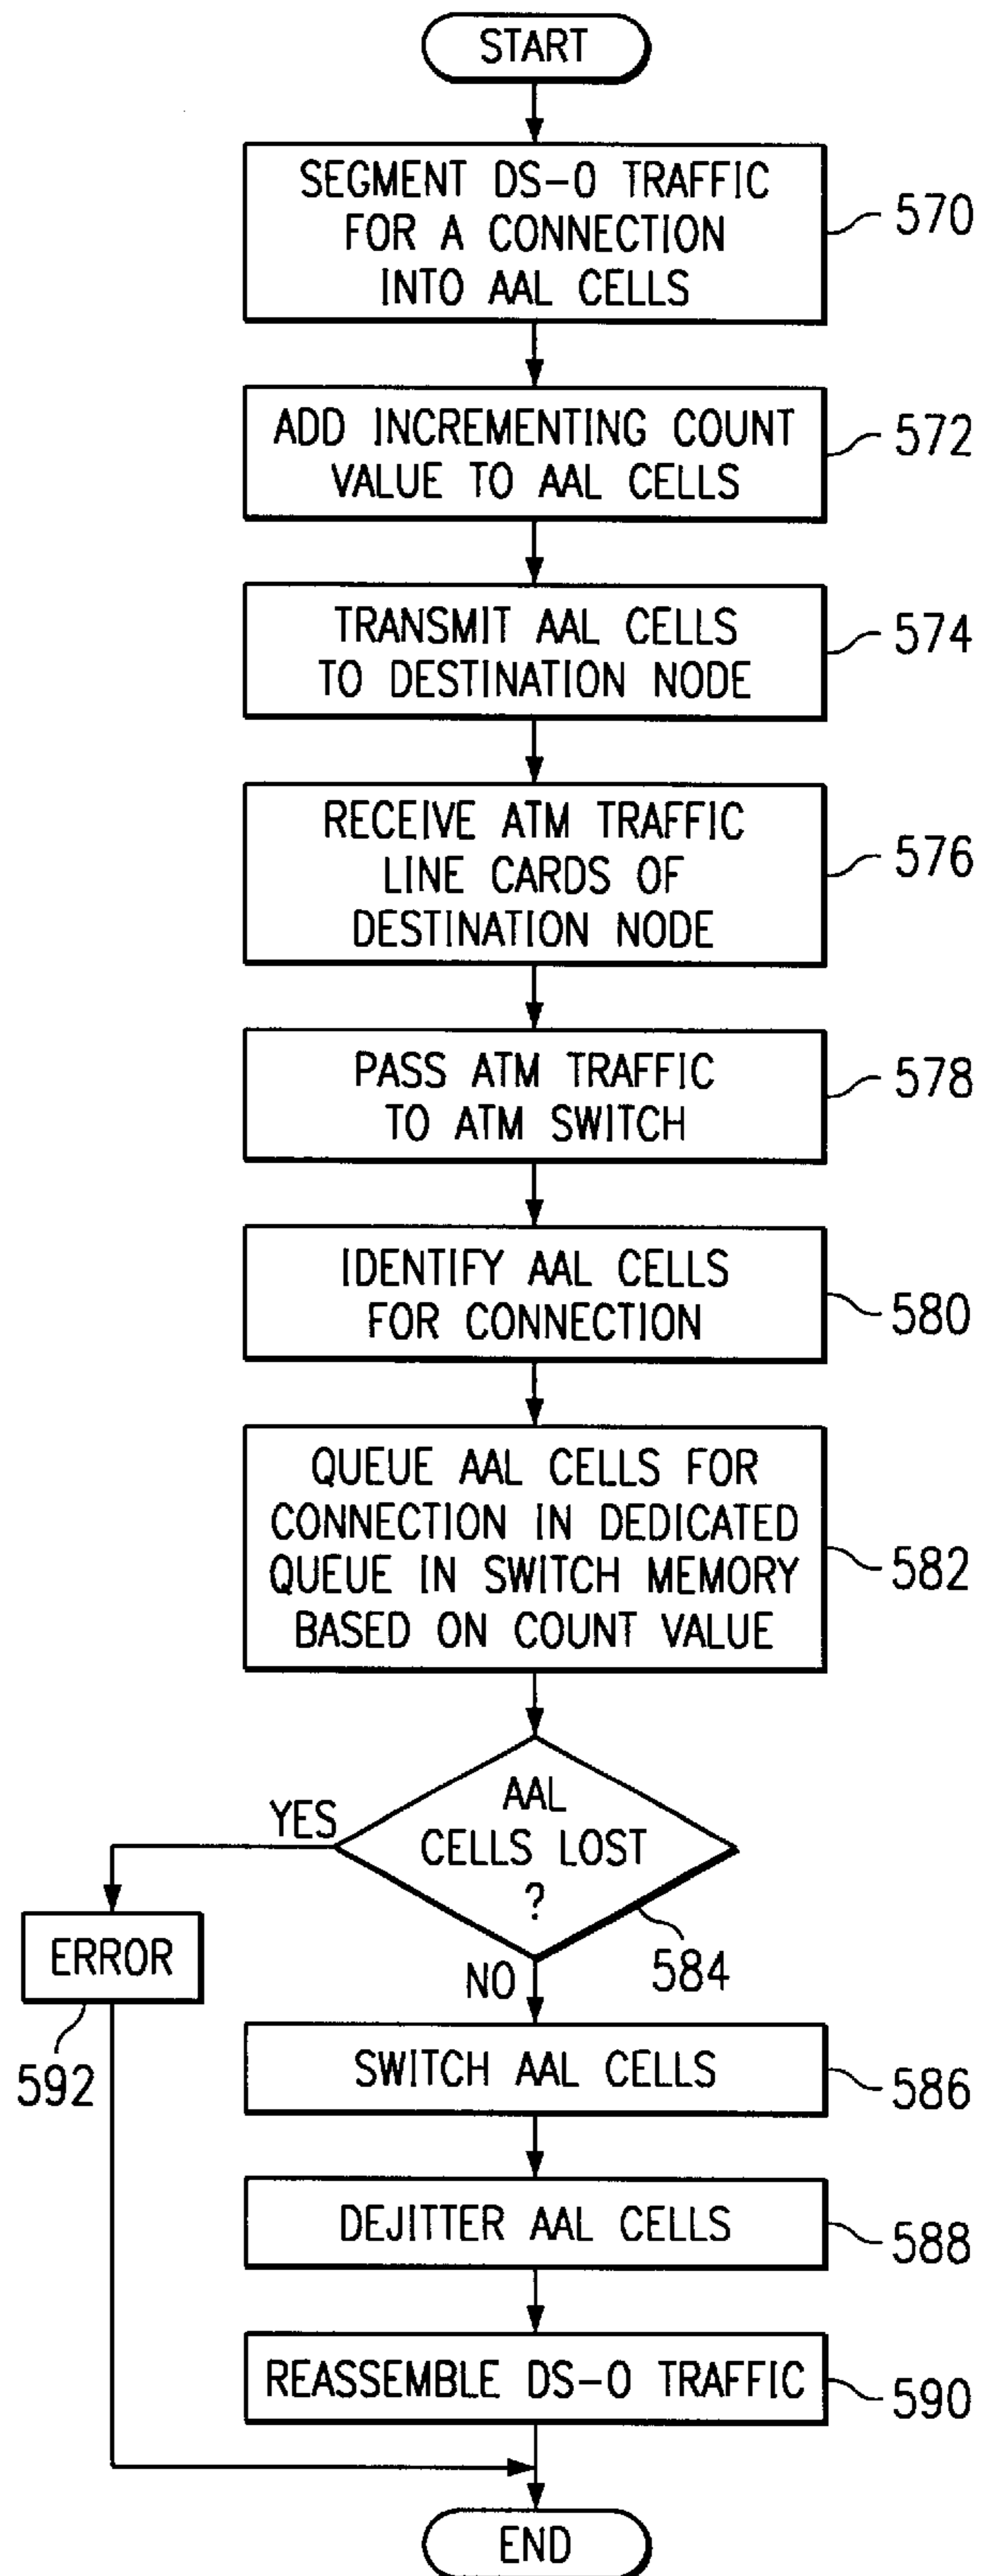 START
SEGMENT DS-0 TRAFFIC
FOR A CONNECTION
INTO AAL CELLS
570
ADD INCREMENTING COUNT
VALUE TO AAL CELLS
572
TRANSMIT AAL CELLS
TO DESTINATION NODE
574
RECEIVE ATM TRAFFIC
LINE CARDS OF
DESTINATION NODE
576
PASS ATM TRAFFIC
TO ATM SWITCH
578
IDENTIFY AAL CELLS
FOR CONNECTION
580
QUEUE AAL CELLS FOR
CONNECTION IN DEDICATED
QUEUE IN SWITCH MEMORY
BASED ON COUNT VALUE
582
AAL
CELLS LOST
?
YES
584
NO
ERROR
592
SWITCH AAL CELLS
586
DEJITTER AAL CELLS
588
REASSEMBLE DS-0 TRAFFIC
590
END